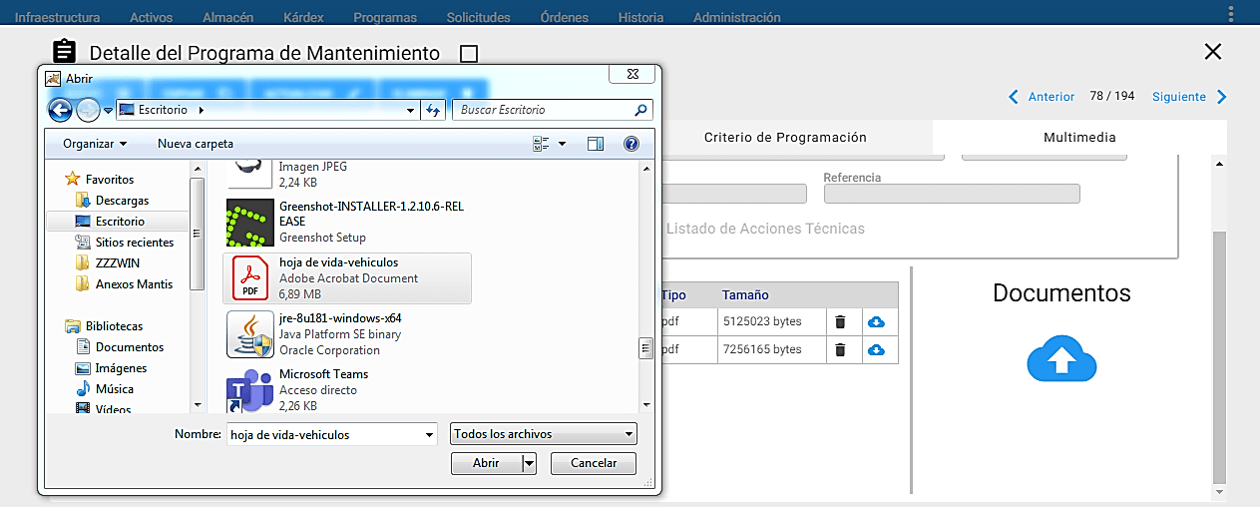 Infraestructura Activos Almacén Kárdex Programas Solicitudes Órdenes Historia Administración
Detalle del Programa de Mantenimiento
Abrir
Anterior 78 / 194 Siguiente
Escritorio
Buscar Escritorio
Organizar Nueva carpeta
Criterio de Programación Multimedia
Favoritos
Descargas
Escritorio
Sitios recientes
ZZZWIN
Anexos Mantis
Bibliotecas
Documentos
Imágenes
Música
Vídeos
Imagen JPEG
2,24 KB
Greenshot-INSTALLER-1.2.10.6-REL
EASE
Greenshot Setup
hoja de vida-vehiculos
Adobe Acrobat Document
6,89 MB
PDF
jre-8u181-windows-x64
Java Platform SE binary
Oracle Corporation
Microsoft Teams
Acceso directo
2,26 KB
Nombre: hoja de vida-vehiculos
Todos los archivos
Abrir Cancelar
Referencia
Listado de Acciones Técnicas
Tipo Tamaño
pdf 5125023 bytes
pdf 7256165 bytes
Documentos